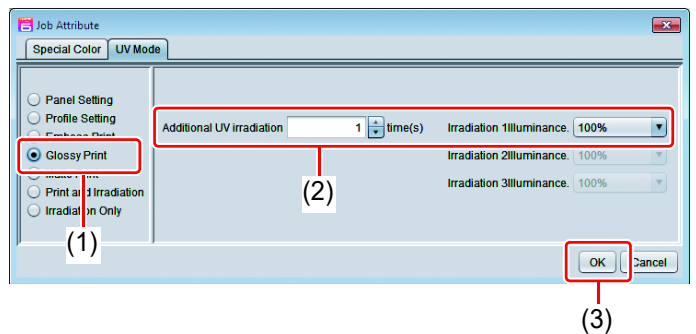 Job Attribute
Special Color UV Mode
Panel Setting
Profile Setting
Additional UV irradiation 1 time(s) Irradiation 1Illuminance. 100%
Glossy Print
Irradiation 2Illuminance. 100%
Print and Irradiation
Irradiation 3Illuminance. 100%
Irradiation Only
(1)
(2)
OK Cancel
(3)